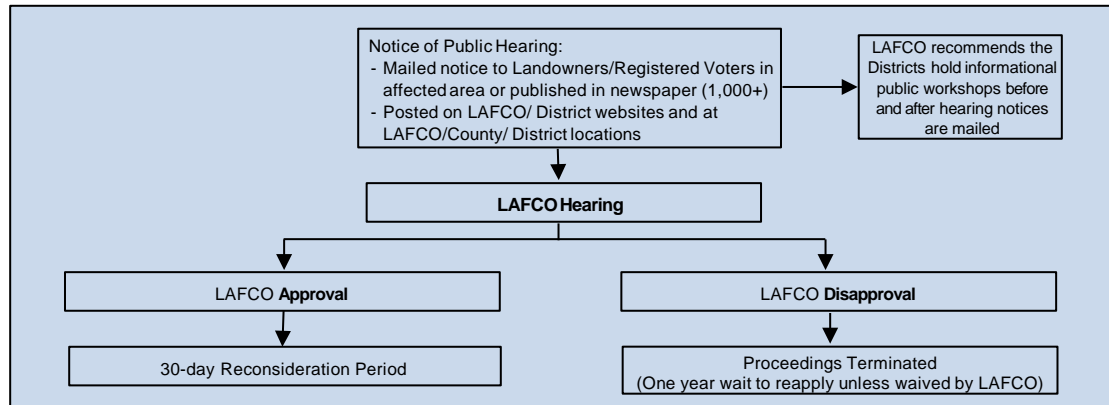 Notice of Public Hearing:
- Mailed notice to Landowners/Registered Voters in
affected area or published in newspaper (1,000+)
- Posted on LAFCO/ District websites and at
LAFCO/County/ District locations
LAFCO recommends the
Districts hold informational
public workshops before
and after hearing notices
are mailed
LAFCO Hearing
LAFCO Approval
LAFCO Disapproval
30-day Reconsideration Period
Proceedings Terminated
(One year wait to reapply unless waived by LAFCO)